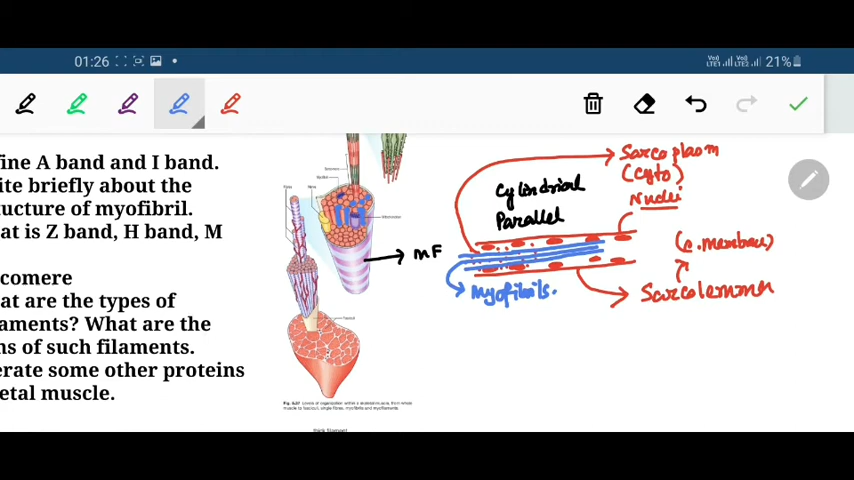 01:26
21%
fine A band and I band.
ite briefly about the
tucture of myofibril.
at is Z band, H band, M
comere
at are the types of
aments? What are the
ns of such filaments.
erate some other proteins
etal muscle.
MF
Cylindrical
Parallel
Sarcoplasm
(Cyto)
Nuclei
(c.membrane)
Sarcolemma
Myofibrils.